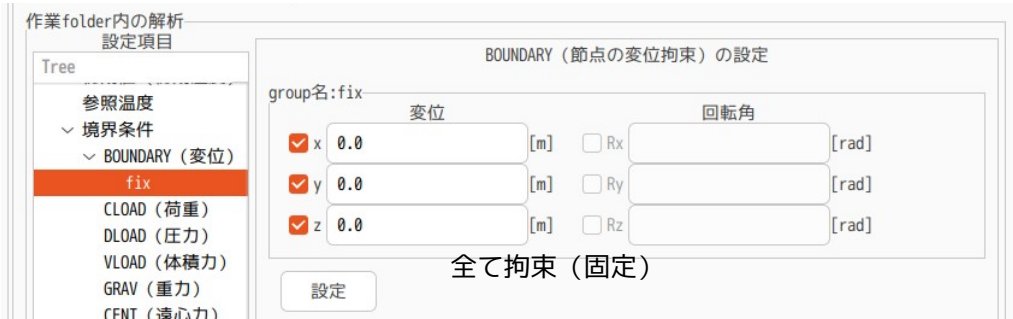 作業folder内の解析
設定項目
Tree
参照温度
境界条件
BOUNDARY（変位）
fix
CLOAD（荷重）
DLOAD（圧力）
VLOAD（体積力）
GRAV（重力）
CENT（遠心力）
BOUNDARY（節点の変位拘束）の設定
group名:fix
変位 回転角
x 0.0 [m] Rx [rad]
y 0.0 [m] Ry [rad]
z 0.0 [m] Rz [rad]
全て拘束（固定）
設定